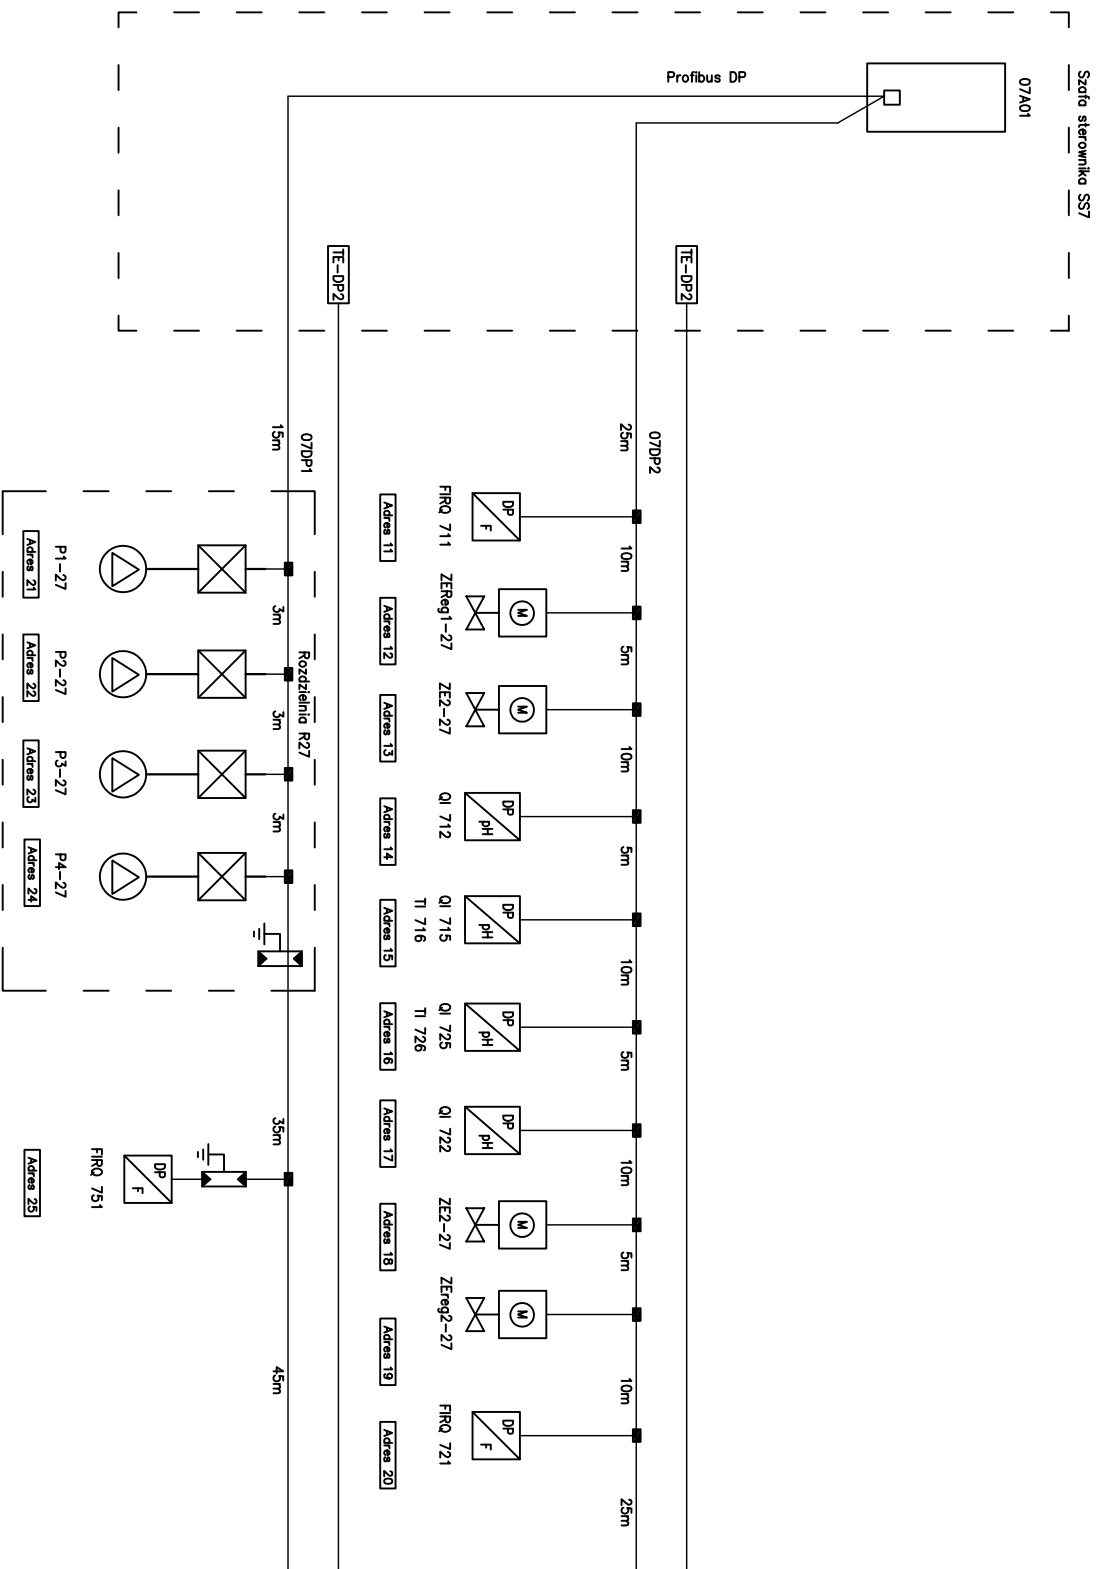 Szafa sterownika SS7
07A01
Profibus DP
TE-DP2
TE-DP2
07DP2
25m
10m
5m
10m
5m
10m
5m
10m
5m
10m
25m
DP
F
M
M
DP
pH
DP
pH
DP
pH
DP
pH
M
M
DP
F
FIRQ 711
ZEReg1-27
ZE2-27
QI 712
QI 715
TI 716
QI 725
TI 726
QI 722
ZE2-27
ZEreg2-27
FIRQ 721
Adres 11
Adres 12
Adres 13
Adres 14
Adres 15
Adres 16
Adres 17
Adres 18
Adres 19
Adres 20
07DP1
Rozdzielnia R27
15m
3m
3m
3m
35m
45m
DP
F
P1-27
P2-27
P3-27
P4-27
FIRQ 751
Adres 21
Adres 22
Adres 23
Adres 24
Adres 25